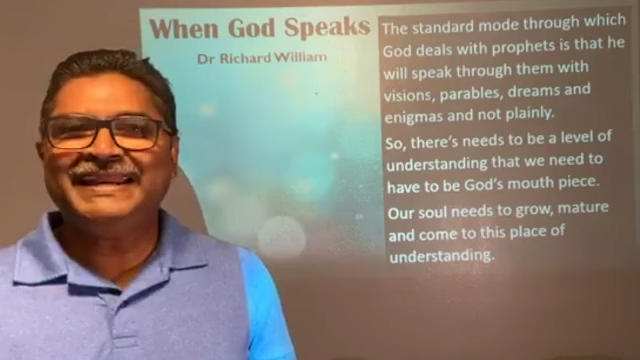 When God Speaks
Dr Richard William
The standard mode through which
God deals with prophets is that he
will speak through them with
visions, parables, dreams and
enigmas and not plainly.
So, there's needs to be a level of
understanding that we need to
have to be God's mouth piece.
Our soul needs to grow, mature
and come to this place of
understanding.